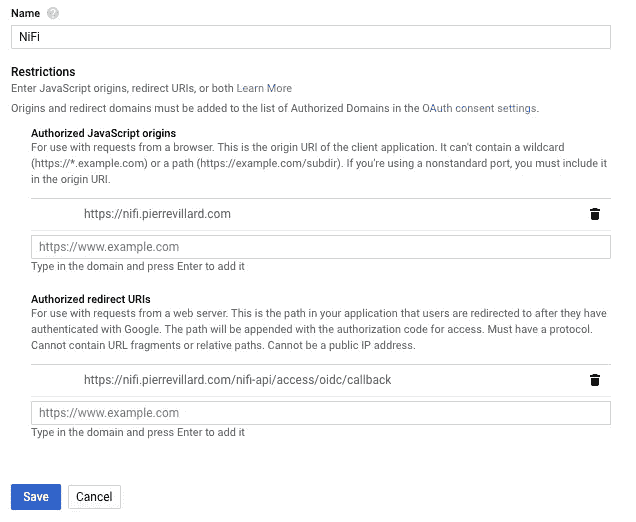 Name ?
NiFi
Restrictions
Enter JavaScript origins, redirect URIs, or both Learn More
Origins and redirect domains must be added to the list of Authorized Domains in the OAuth consent settings.
Authorized JavaScript origins
For use with requests from a browser. This is the origin URI of the client application. It can't contain a wildcard
(https://*.example.com) or a path (https://example.com/subdir). If you're using a nonstandard port, you must include it
in the origin URI.
https://nifi.pierrevillard.com
https://www.example.com
Type in the domain and press Enter to add it
Authorized redirect URIs
For use with requests from a web server. This is the path in your application that users are redirected to after they have
authenticated with Google. The path will be appended with the authorization code for access. Must have a protocol.
Cannot contain URL fragments or relative paths. Cannot be a public IP address.
https://nifi.pierrevillard.com/nifi-api/access/oidc/callback
https://www.example.com
Type in the domain and press Enter to add it
Save Cancel